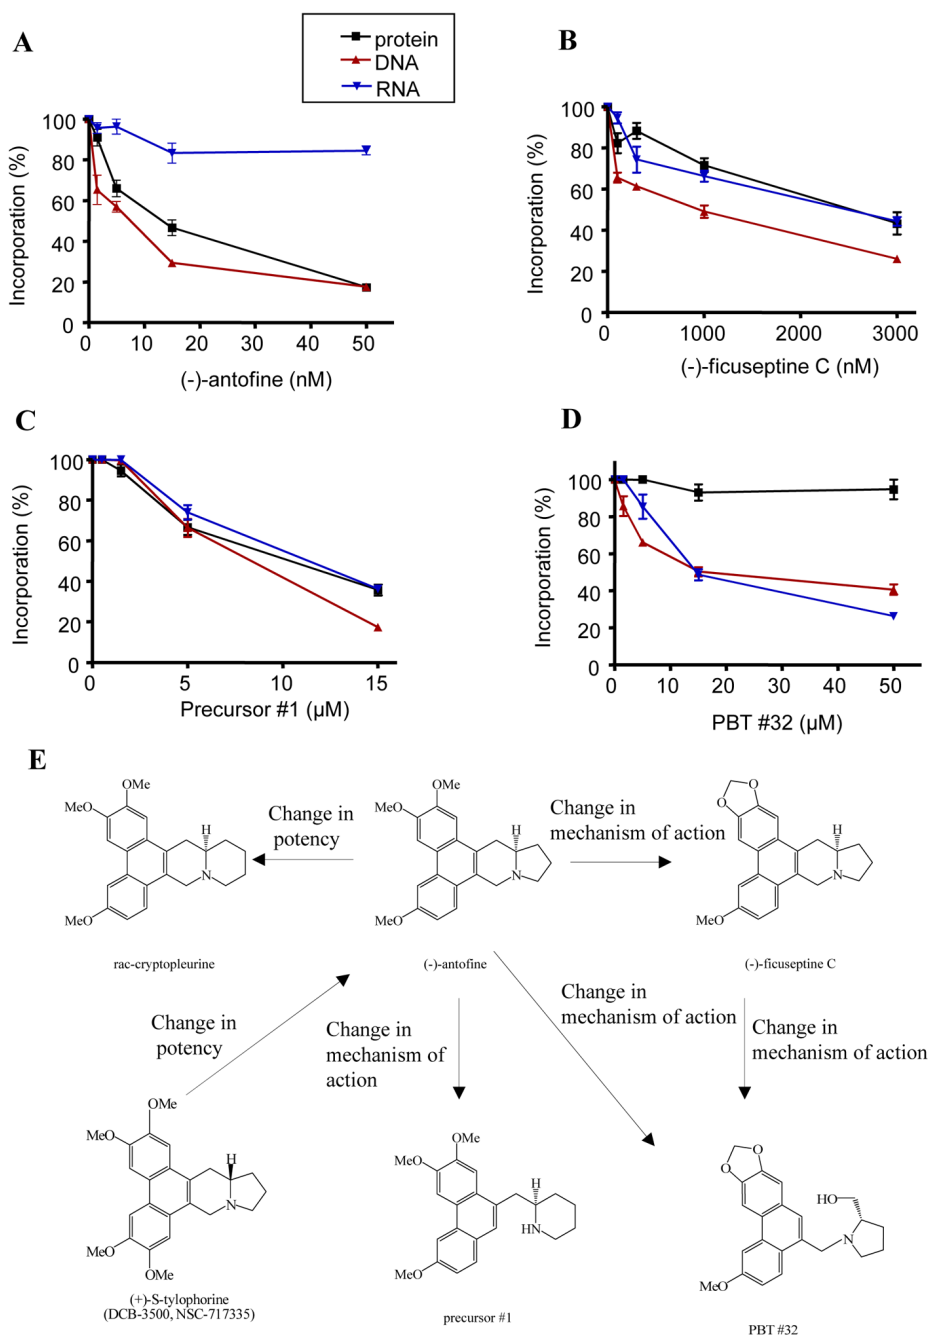 A
protein
DNA
RNA
100
80
60
40
20
0
Incorporation (%)
0 10 20 30 40 50
(-)-antofine (nM)
B
100
80
60
40
20
0
Incorporation (%)
0 1000 2000 3000
(-)-ficuseptine C (nM)
C
100
80
60
40
20
0
Incorporation (%)
0 5 10 15
Precursor #1 (µM)
D
100
80
60
40
20
0
Incorporation (%)
0 10 20 30 40 50
PBT #32 (µM)
E
OMe
MeO
H
N
MeO
rac-cryptopleurine
Change in
potency
OMe
MeO
H
N
MeO
(-)-antofine
Change in
mechanism of action
O
O
H
N
MeO
(-)-ficuseptine C
Change in
potency
Change in
mechanism of
action
Change in
mechanism of action
Change in
mechanism of action
OMe
MeO
H
N
MeO
OMe
(+)-S-tylophorine
(DCB-3500, NSC-717335)
OMe
MeO
H
HN
MeO
precursor #1
O
O
HO
N
MeO
PBT #32